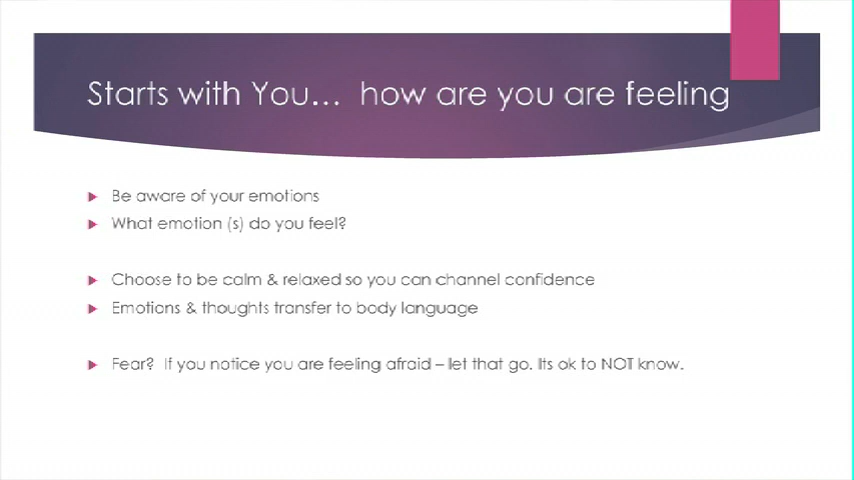 Starts with You... how are you are feeling
Be aware of your emotions
What emotion (s) do you feel?
Choose to be calm & relaxed so you can channel confidence
Emotions & thoughts transfer to body language
Fear? If you notice you are feeling afraid – let that go. Its ok to NOT know.